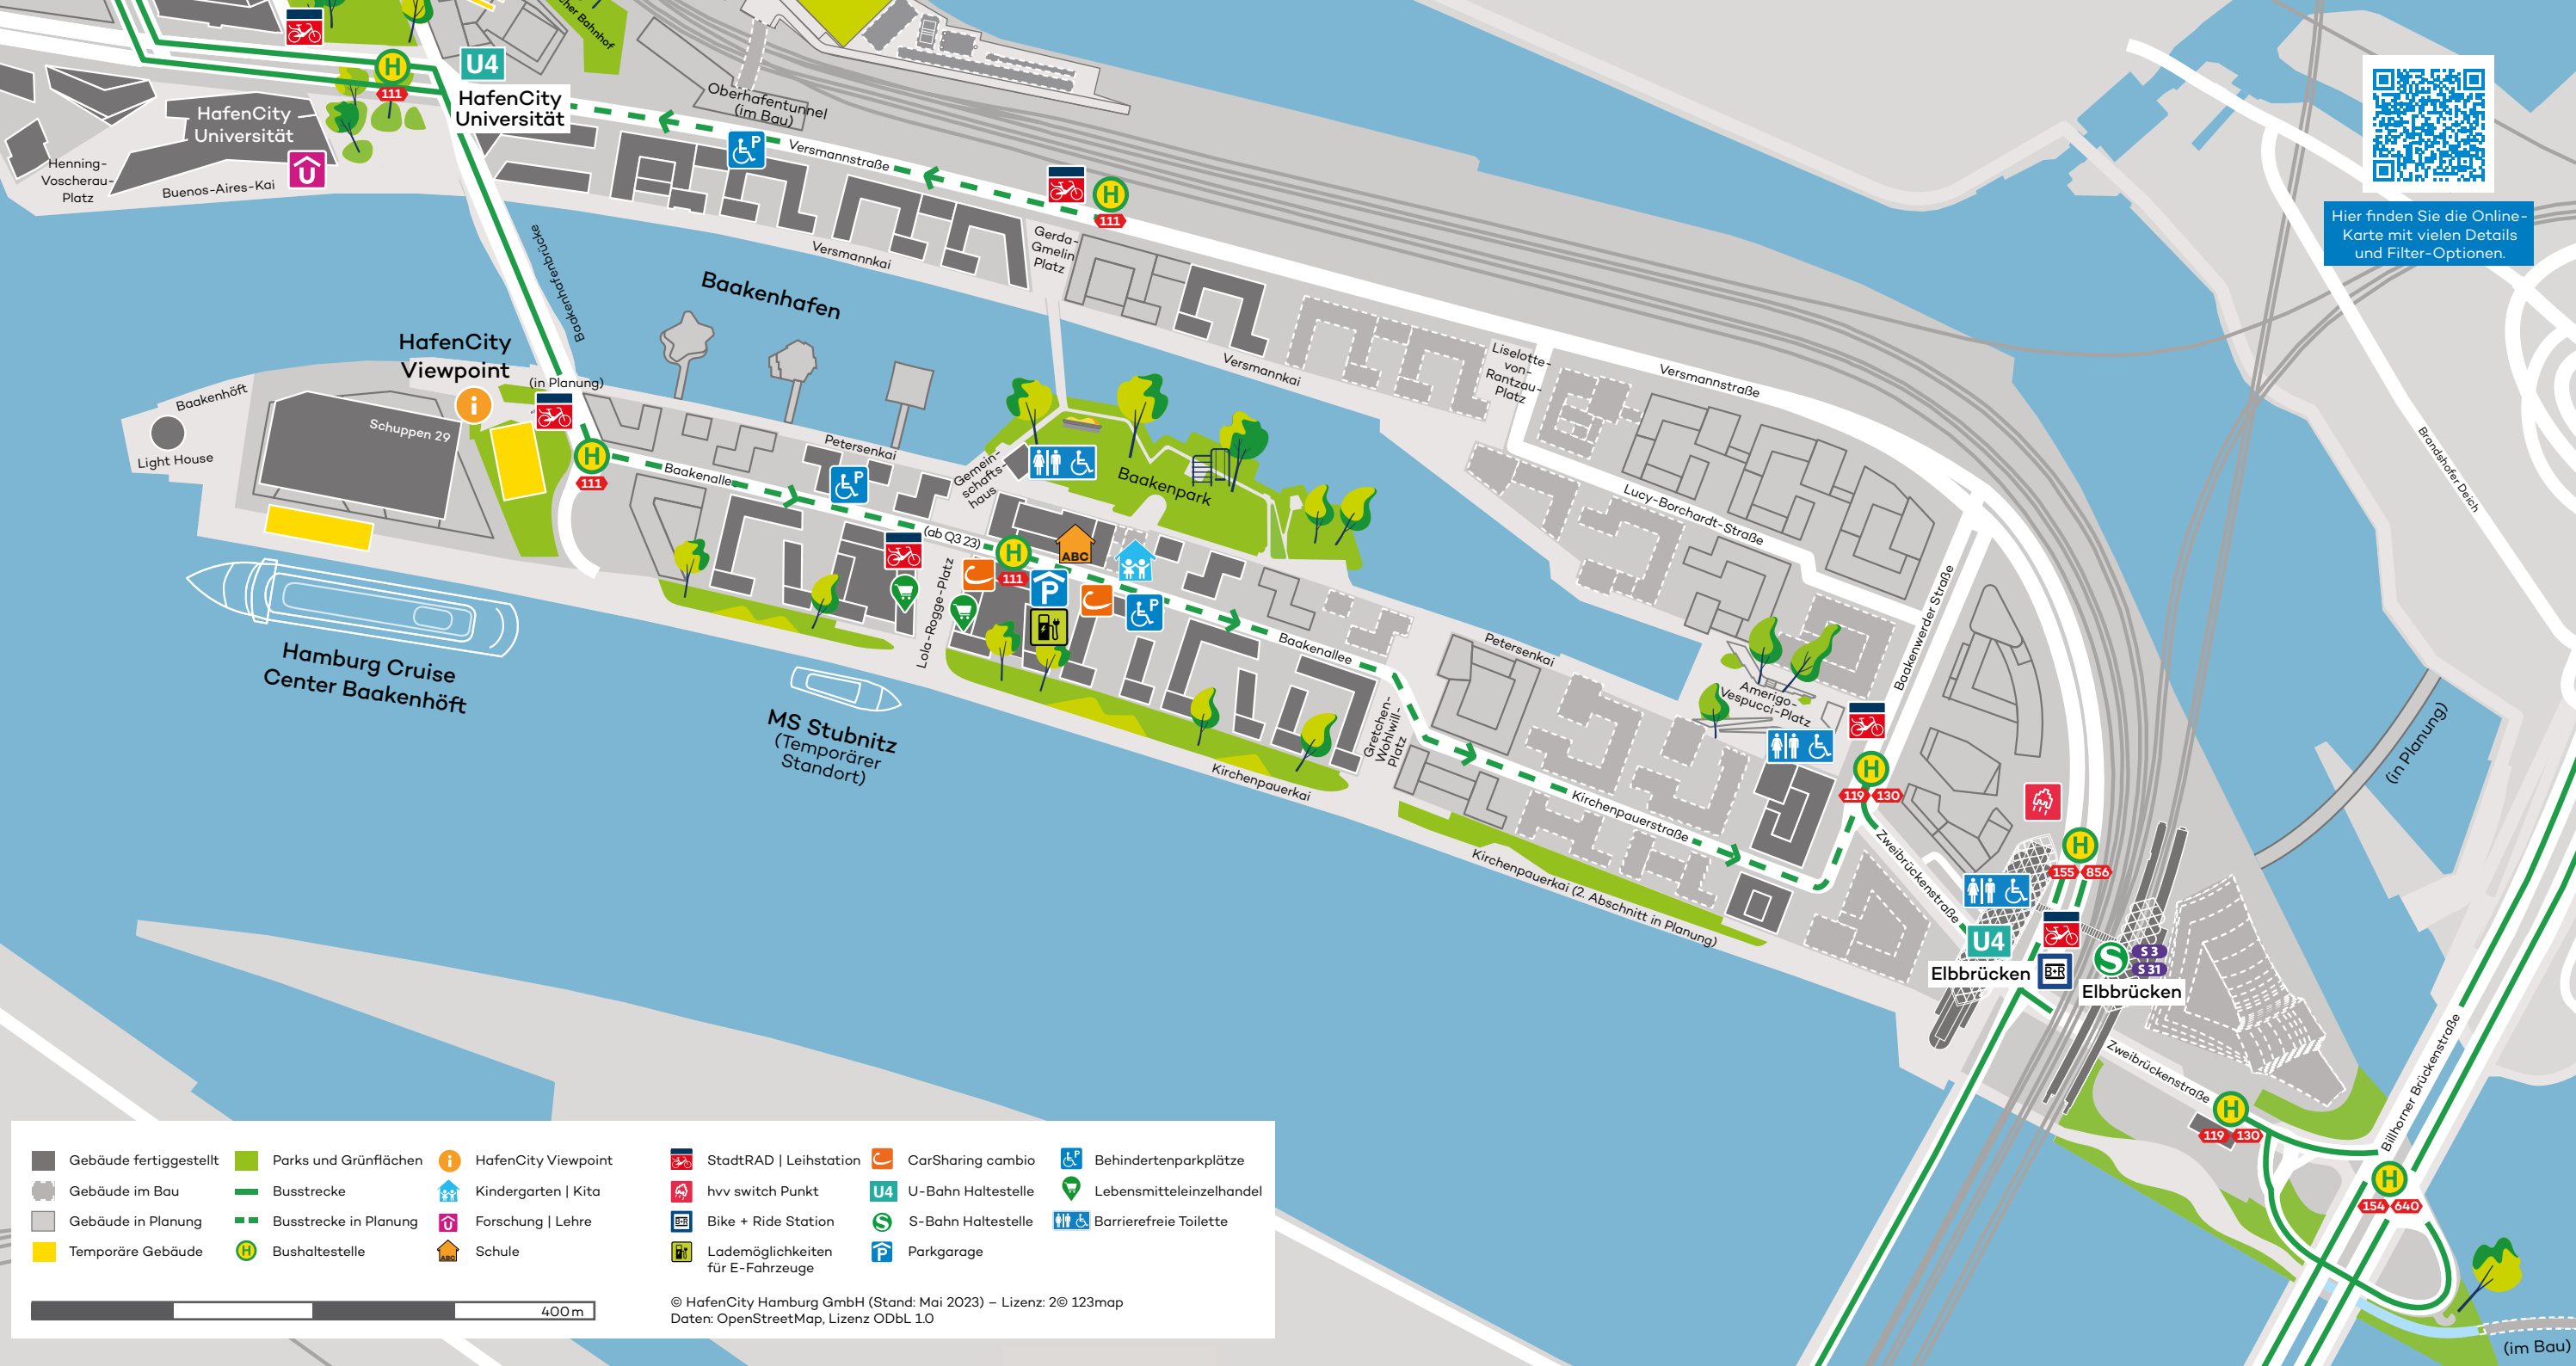 cher Bahnhof
H
111
U4
HafenCity
Universität
HafenCity
Universität
Henning-
Voscherau-
Platz
Buenos-Aires-Kai
Oberhafentunnel
(im Bau)
P
Versmannstraße
H
111
Gerda-
Gmelin
Platz
Versmannkai
Baakenhafenbrücke
Baakenhafen
Hier finden Sie die Online-
Karte mit vielen Details
und Filter-Optionen.
HafenCity
Viewpoint
i
(in Planung)
Baakenhöft
Schuppen 29
Light House
H
111
Baakenallee
Petersenkai
P
Gemein-
schafts-
haus
Baakenpark
Versmannkai
Liselotte-
von-
Rantzau-
Platz
Versmannstraße
Lucy-Borchardt-Straße
Brandshofer Deich
(ab Q3 23)
H
111
ABC
P
P
Lola-Rogge-Platz
Baakenallee
Petersenkai
Baakenwerder Straße
Amerigo-
Vespucci-Platz
Gretchen-
Wohlwill-
Platz
Kirchenpauerkai
Kirchenpauerstraße
Kirchenpauerkai (2. Abschnitt in Planung)
Hamburg Cruise
Center Baakenhöft
MS Stubnitz
(Temporärer
Standort)
H
119 130
Zweibrückenstraße
H
155 856
U4
Elbbrücken
B+R
S
S 3
S 31
Elbbrücken
(in Planung)
Zweibrückenstraße
H
119 130
Billhorner Brückenstraße
H
154 640
(im Bau)
Gebäude fertiggestellt
Gebäude im Bau
Gebäude in Planung
Temporäre Gebäude
Parks und Grünflächen
Busstrecke
Busstrecke in Planung
H Bushaltestelle
i HafenCity Viewpoint
Kindergarten | Kita
Forschung | Lehre
ABC Schule
StadtRAD | Leihstation
hvv switch Punkt
B+R Bike + Ride Station
Lademöglichkeiten
für E-Fahrzeuge
CarSharing cambio
U4 U-Bahn Haltestelle
S S-Bahn Haltestelle
P Parkgarage
P Behindertenparkplätze
Lebensmitteleinzelhandel
Barrierefreie Toilette
400 m
© HafenCity Hamburg GmbH (Stand: Mai 2023) – Lizenz: 2© 123map
Daten: OpenStreetMap, Lizenz ODbL 1.0